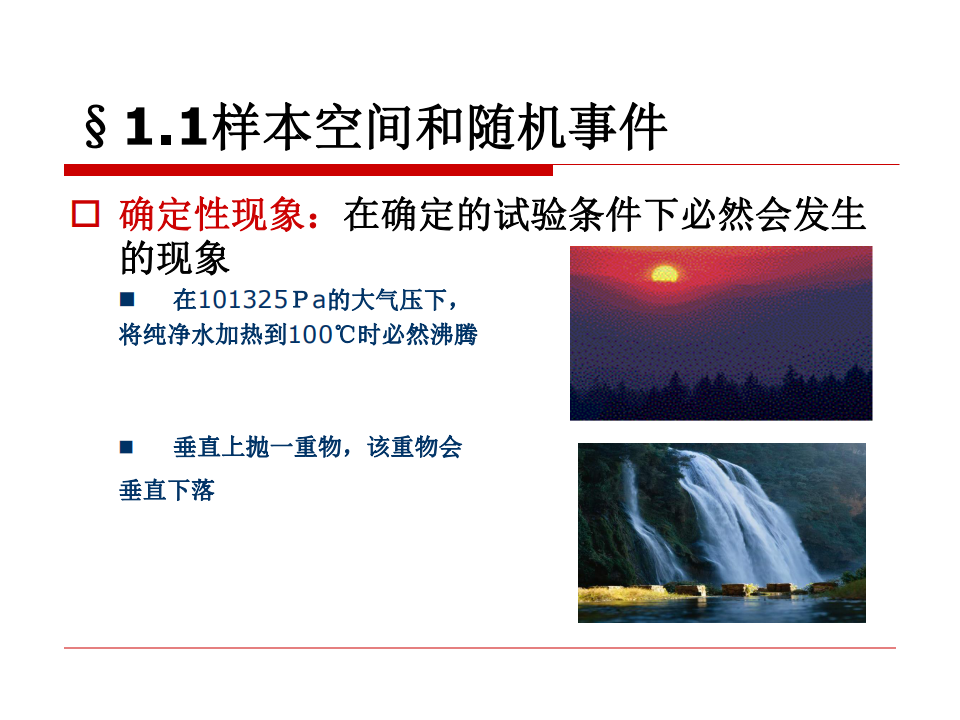 §1.1样本空间和随机事件
确定性现象：在确定的试验条件下必然会发生
的现象
在101325Pa的大气压下，
将纯净水加热到100℃时必然沸腾
垂直上抛一重物，该重物会
垂直下落